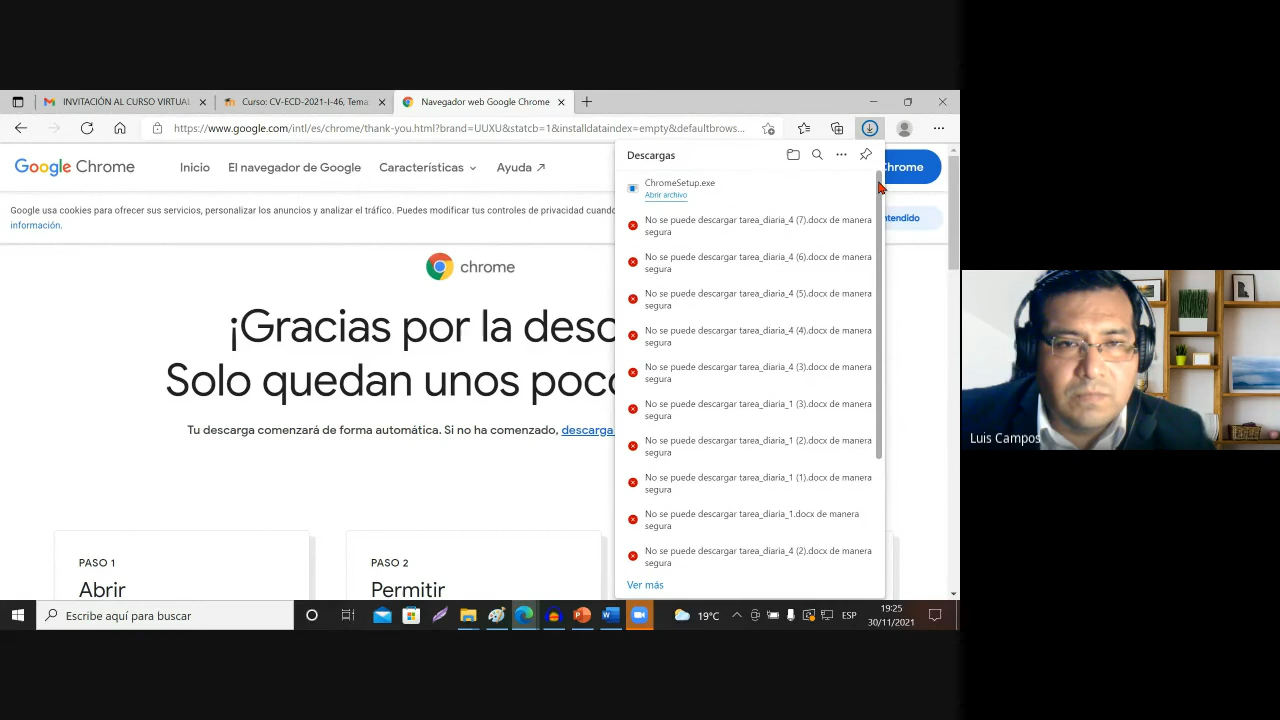 INVITACIÓN AL CURSO VIRTUAL
Curso: CV-ECD-2021-I-46, Tema
Navegador web Google Chrome
https://www.google.com/intl/es/chrome/thank-you.html?brand=UUXU&statcb=1&installdataindex=empty&defaultbrows...
Google Chrome
Inicio
El navegador de Google
Características
Ayuda
Chrome
Google usa cookies para ofrecer sus servicios, personalizar los anuncios y analizar el tráfico. Puedes modificar tus controles de privacidad cuando
información.
ntendido
chrome
¡Gracias por la desc
Solo quedan unos poco
Tu descarga comenzará de forma automática. Si no ha comenzado, descarga
PASO 1
Abrir
PASO 2
Permitir
Descargas
ChromeSetup.exe
Abrir archivo
No se puede descargar tarea_diaria_4 (7).docx de manera
segura
No se puede descargar tarea_diaria_4 (6).docx de manera
segura
No se puede descargar tarea_diaria_4 (5).docx de manera
segura
No se puede descargar tarea_diaria_4 (4).docx de manera
segura
No se puede descargar tarea_diaria_4 (3).docx de manera
segura
No se puede descargar tarea_diaria_1 (3).docx de manera
segura
No se puede descargar tarea_diaria_1 (2).docx de manera
segura
No se puede descargar tarea_diaria_1 (1).docx de manera
segura
No se puede descargar tarea_diaria_1.docx de manera
segura
No se puede descargar tarea_diaria_4 (2).docx de manera
segura
Ver más
Luis Campos
Escribe aquí para buscar
19°C
ESP
19:25
30/11/2021